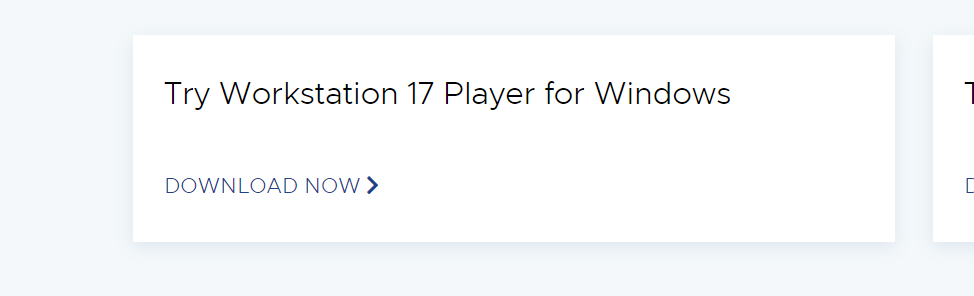 Try Workstation 17 Player for Windows
DOWNLOAD NOW